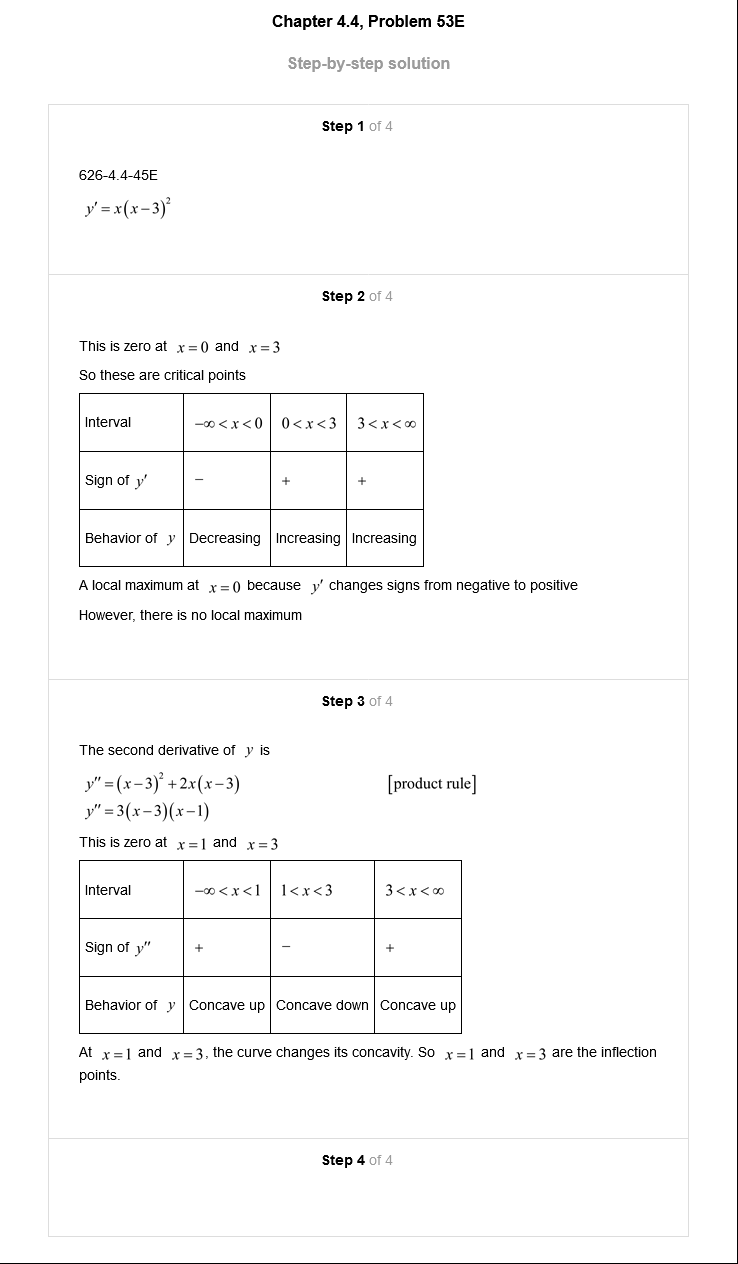 Chapter 4.4, Problem 53E
Step-by-step solution
Step 1 of 4
626-4.4-45E
y′ = x(x−3)²
Step 2 of 4
This is zero at x = 0 and x = 3
So these are critical points
Interval −∞ < x < 0 0 < x < 3 3 < x < ∞
Sign of y′ − + +
Behavior of y Decreasing Increasing Increasing
A local maximum at x = 0 because y′ changes signs from negative to positive
However, there is no local maximum
Step 3 of 4
The second derivative of y is
y″ = (x−3)² + 2x(x−3) [product rule]
y″ = 3(x−3)(x−1)
This is zero at x = 1 and x = 3
Interval −∞ < x < 1 1 < x < 3 3 < x < ∞
Sign of y″ + − +
Behavior of y Concave up Concave down Concave up
At x = 1 and x = 3, the curve changes its concavity. So x = 1 and x = 3 are the inflection
points.
Step 4 of 4